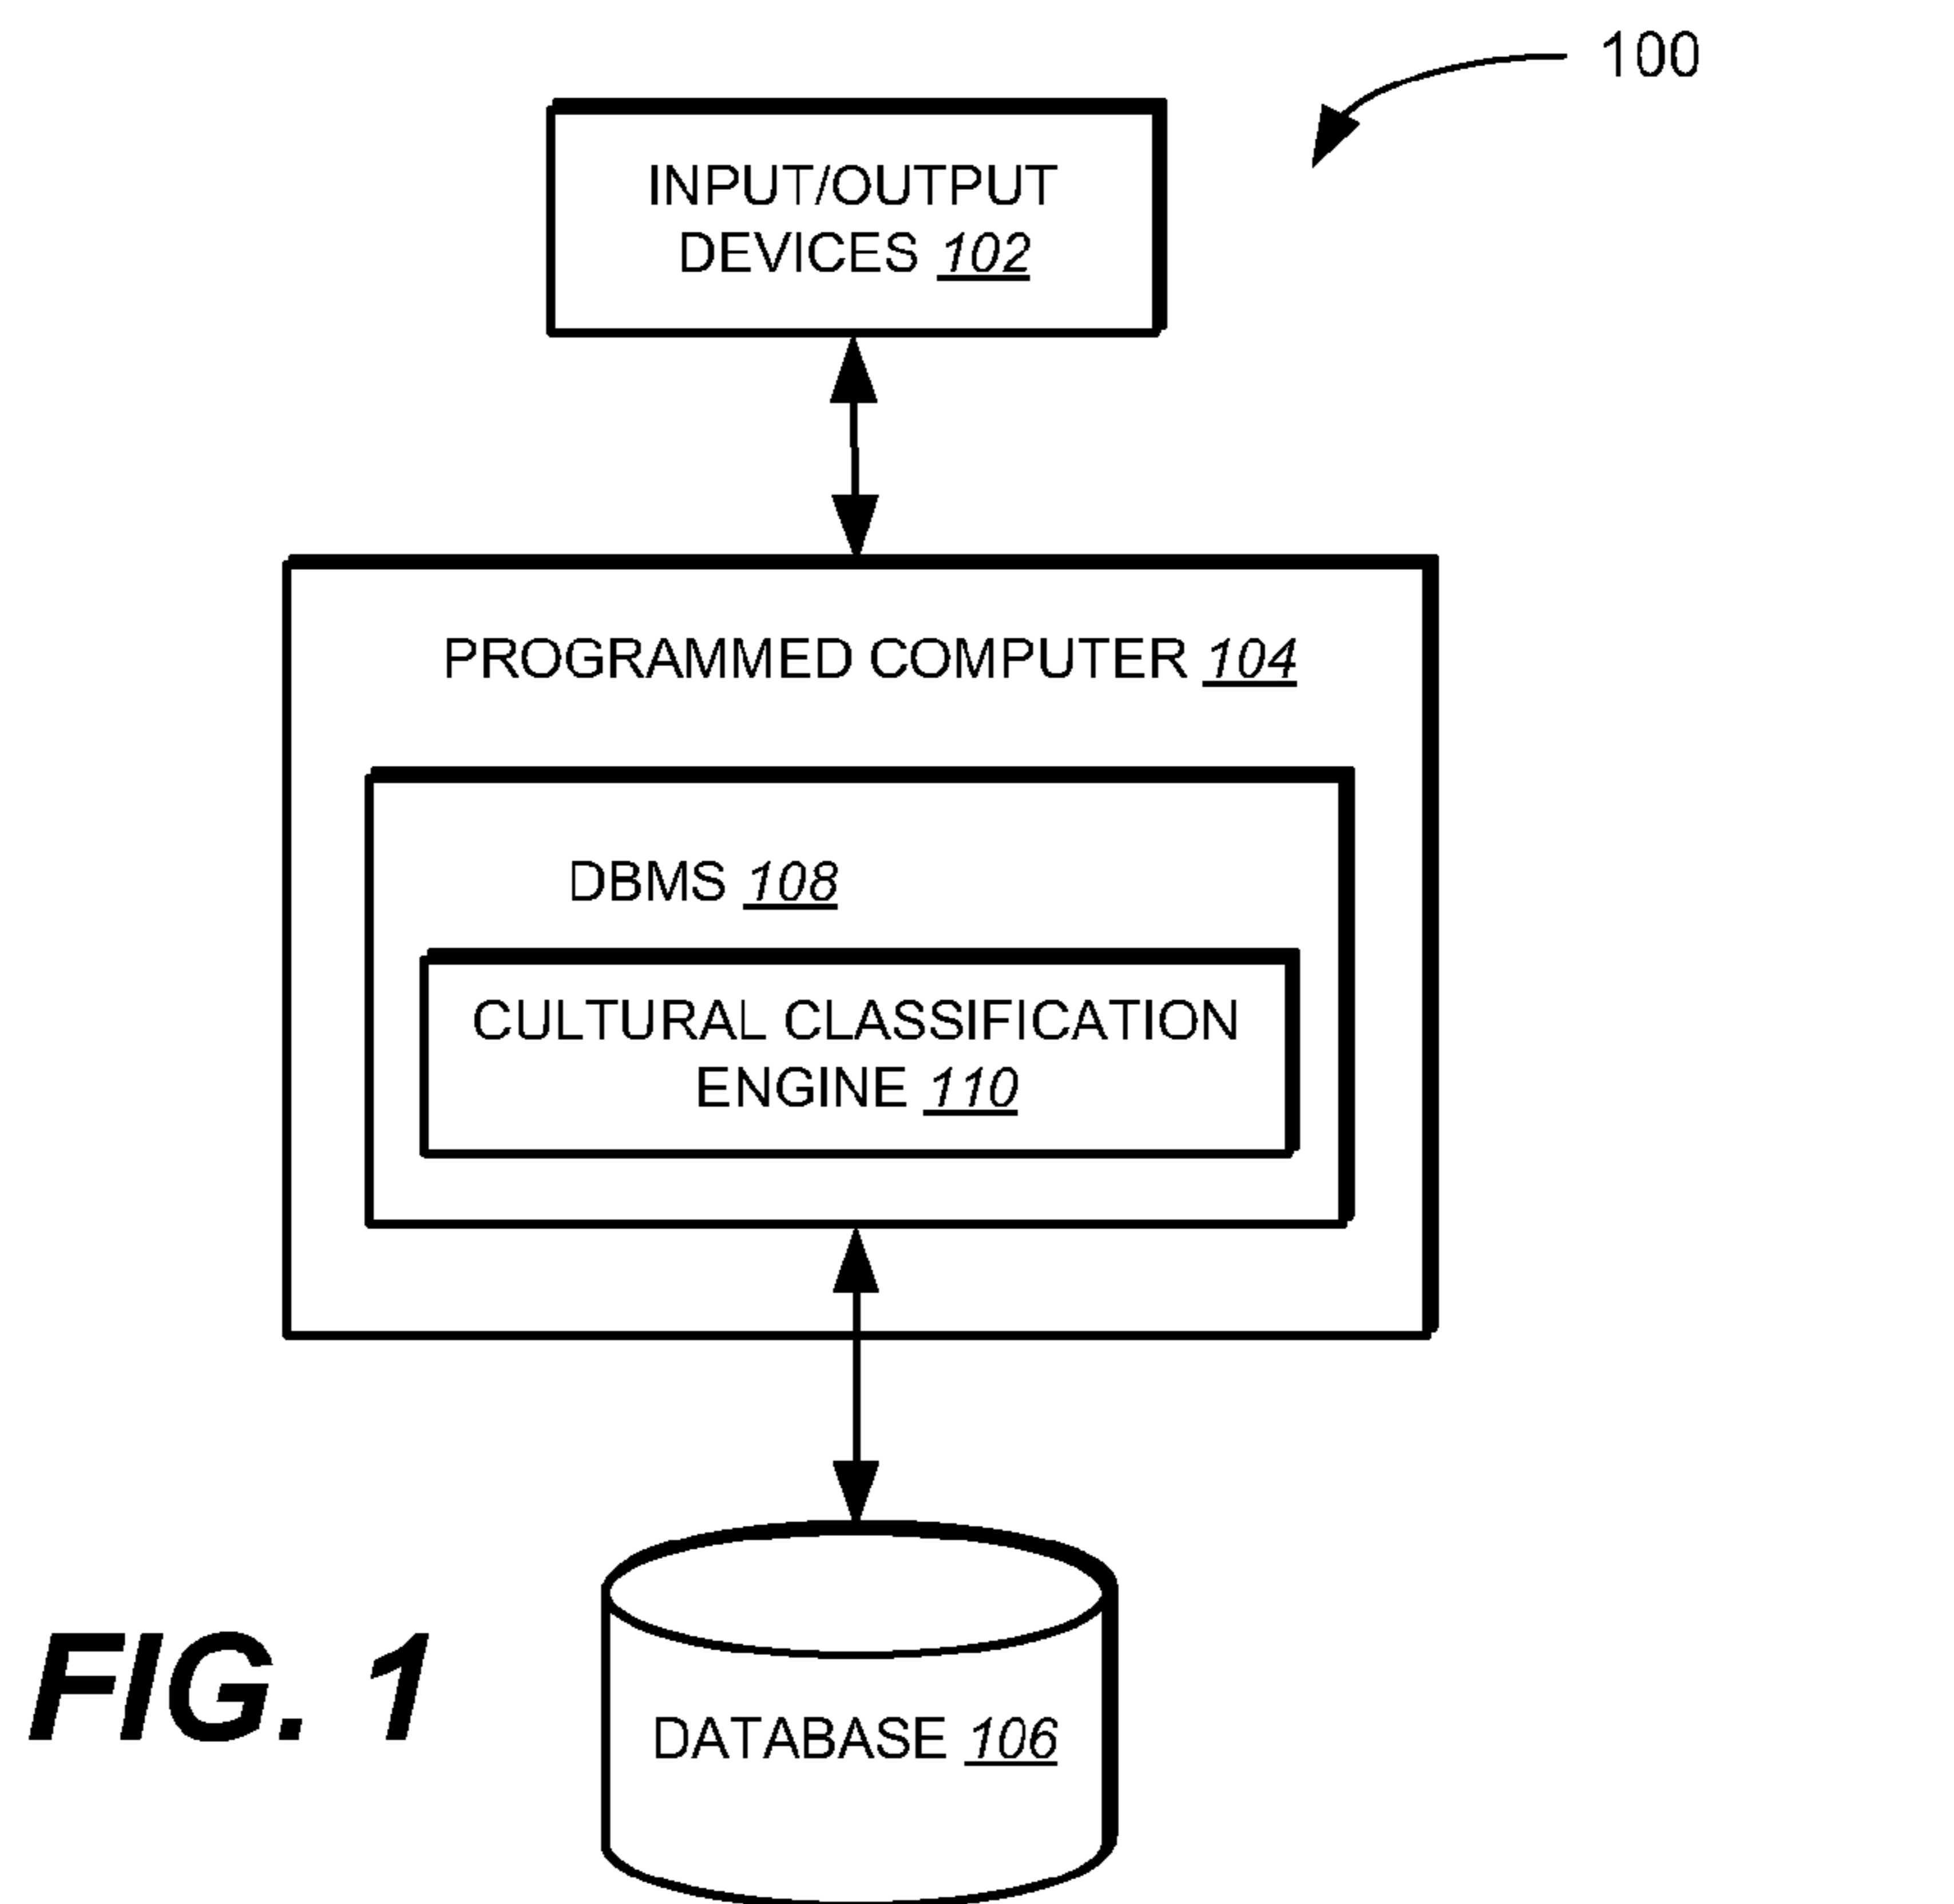 100
INPUT/OUTPUT
DEVICES 102
PROGRAMMED COMPUTER 104
DBMS 108
CULTURAL CLASSIFICATION
ENGINE 110
FIG. 1
DATABASE 106